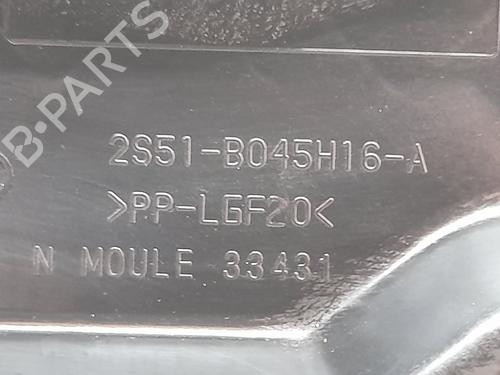 B-PARTS
2S51-B045H16-A
>PP-LGF20<
N MOULE 33431